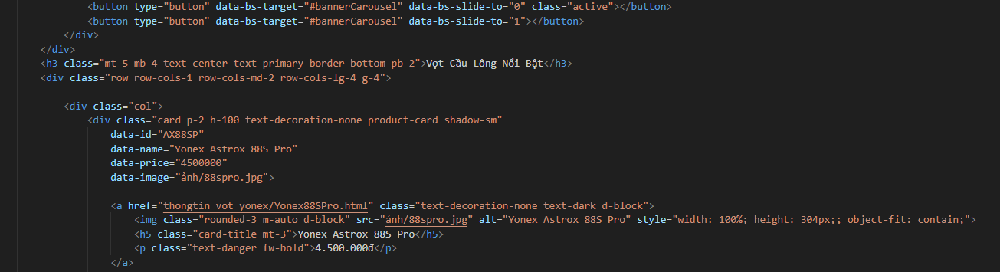 <button type="button" data-bs-target="#bannerCarousel" data-bs-slide-to="0" class="active"></button>
<button type="button" data-bs-target="#bannerCarousel" data-bs-slide-to="1"></button>
</div>
</div>
<h3 class="mt-5 mb-4 text-center text-primary border-bottom pb-2">Vợt Cầu Lông Nổi Bật</h3>
<div class="row row-cols-1 row-cols-md-2 row-cols-lg-4 g-4">
<div class="col">
<div class="card p-2 h-100 text-decoration-none product-card shadow-sm"
data-id="AX88SP"
data-name="Yonex Astrox 88S Pro"
data-price="4500000"
data-image="ảnh/88spro.jpg">
<a href="thongtin_vot_yonex/Yonex88SPro.html" class="text-decoration-none text-dark d-block">
<img class="rounded-3 m-auto d-block" src="ảnh/88spro.jpg" alt="Yonex Astrox 88S Pro" style="width: 100%; height: 304px;; object-fit: contain;">
<h5 class="card-title mt-3">Yonex Astrox 88S Pro</h5>
<p class="text-danger fw-bold">4.500.000đ</p>
</a>